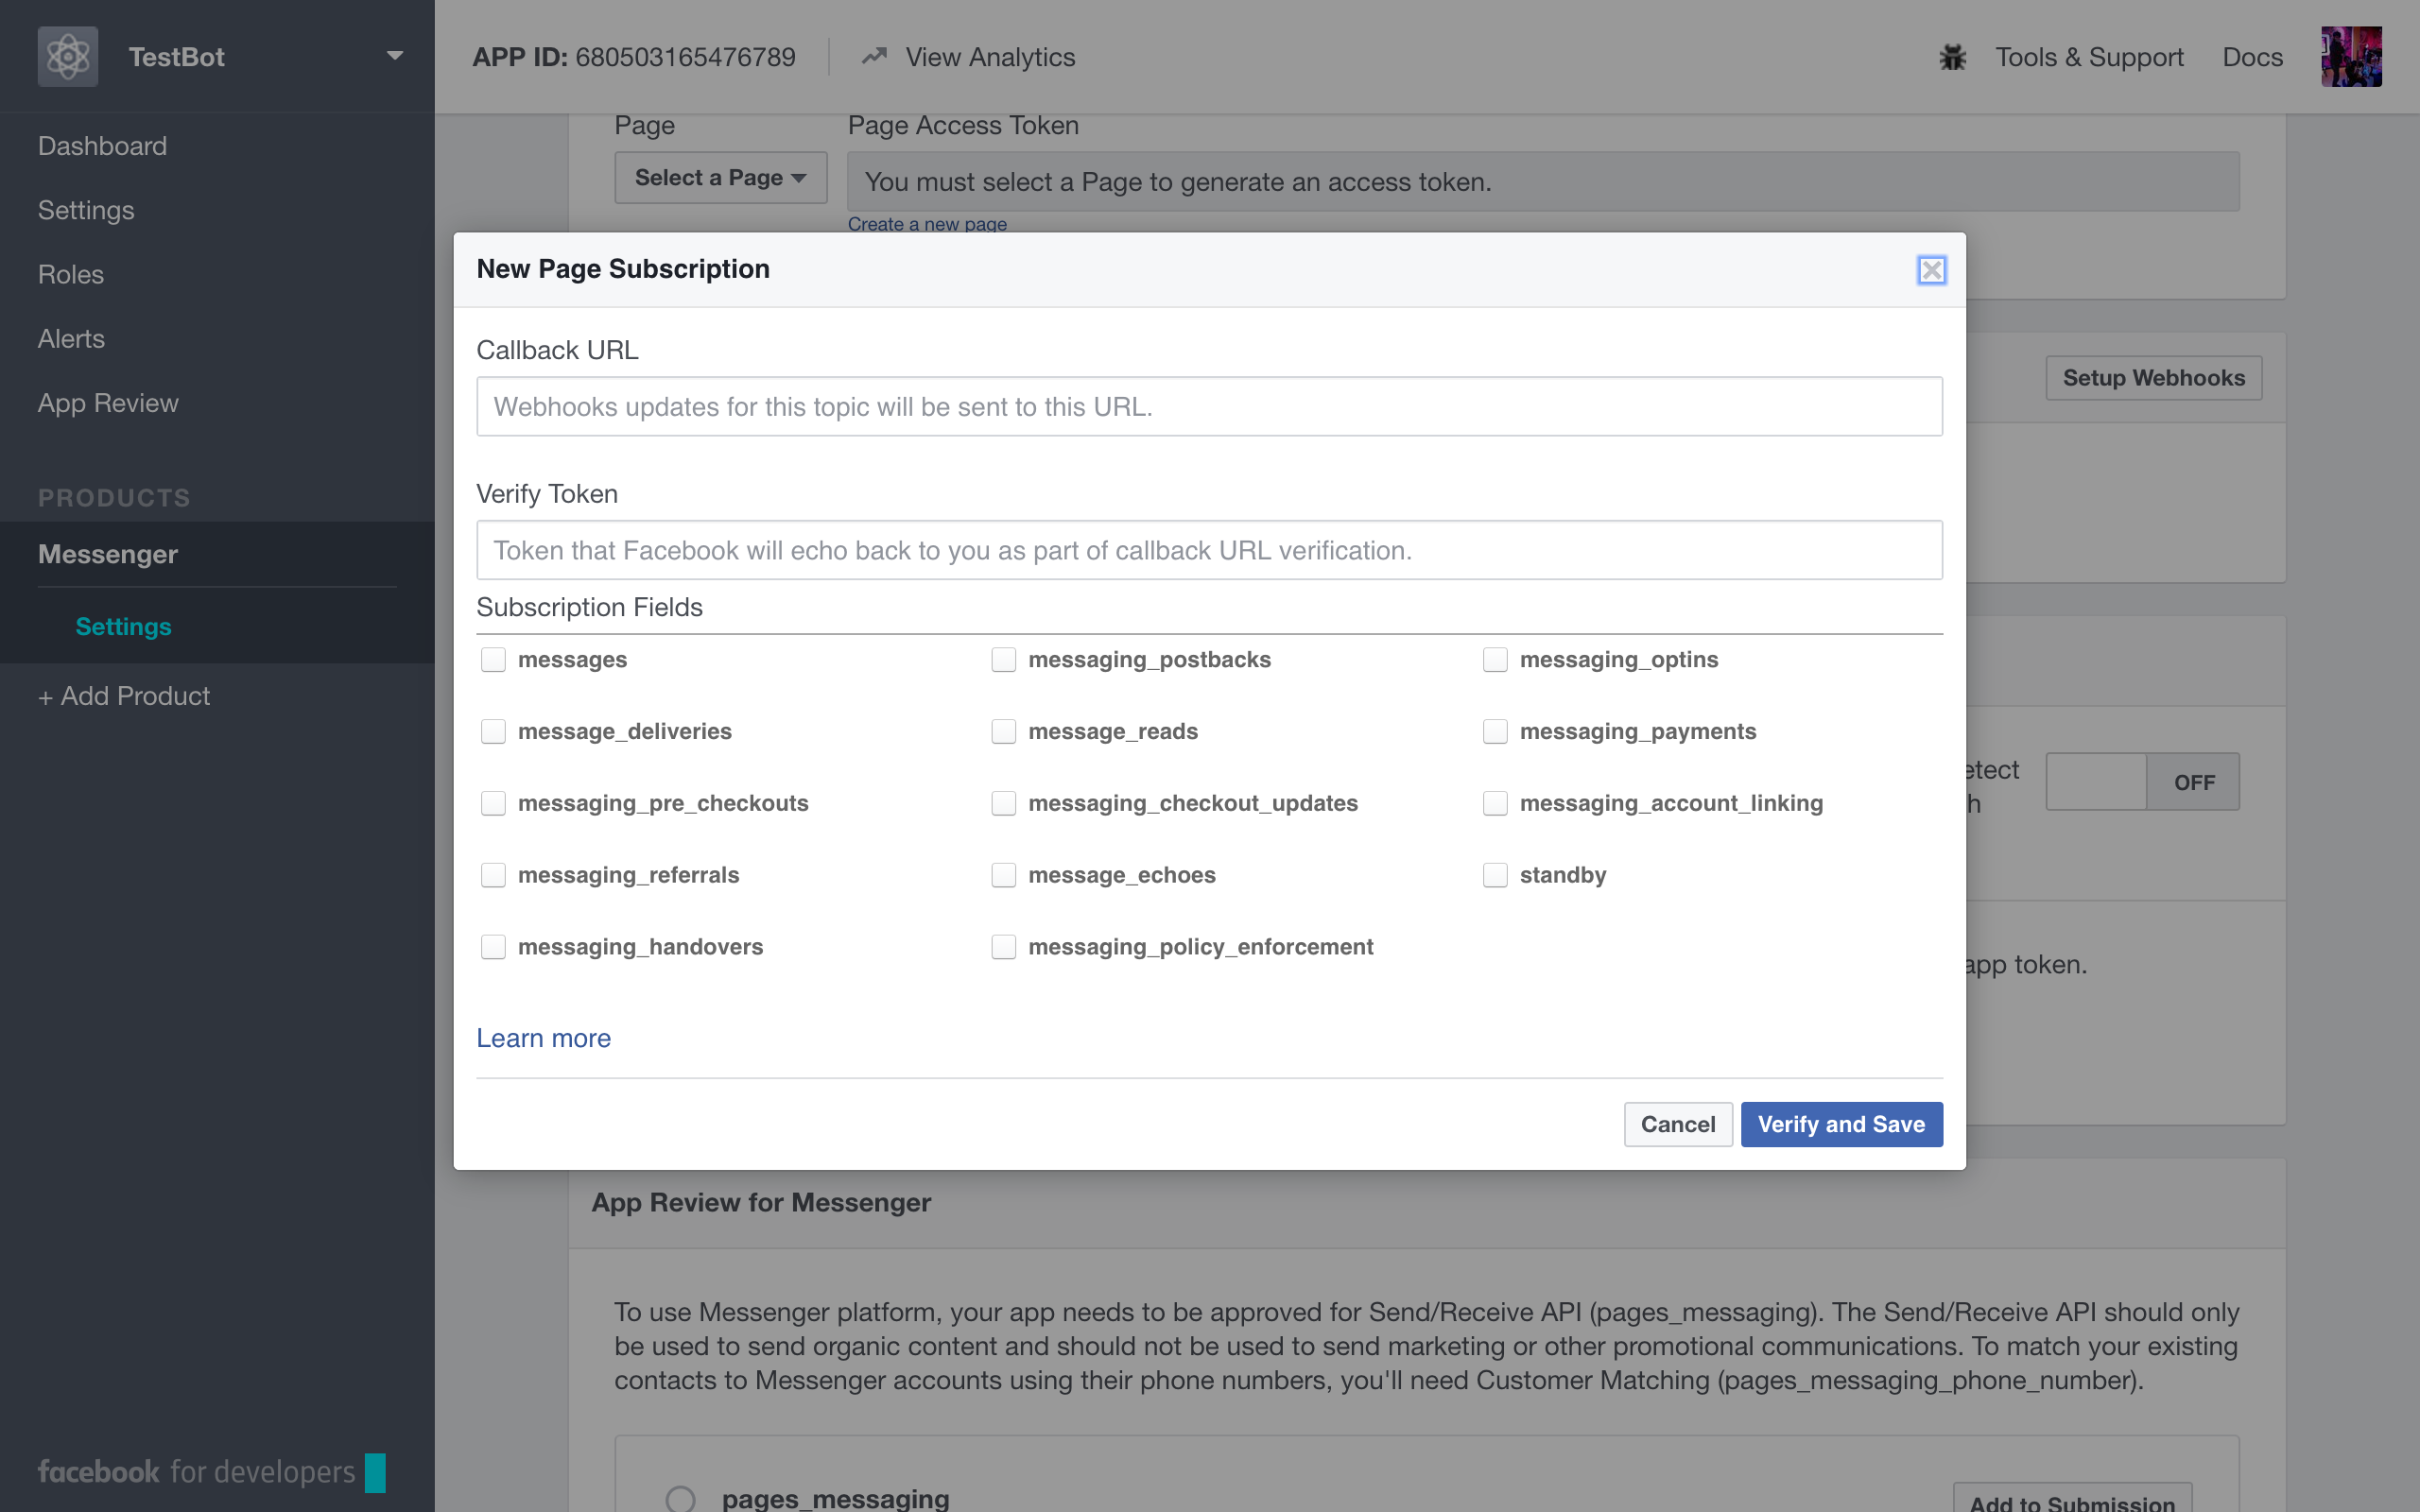 TestBot
APP ID: 680503165476789
View Analytics
Tools & Support
Docs
Dashboard
Settings
Roles
Alerts
App Review
PRODUCTS
Messenger
Settings
+ Add Product
facebook for developers
Page
Page Access Token
Select a Page
You must select a Page to generate an access token.
Create a new page
New Page Subscription
Callback URL
Webhooks updates for this topic will be sent to this URL.
Verify Token
Token that Facebook will echo back to you as part of callback URL verification.
Subscription Fields
messages
messaging_postbacks
messaging_optins
message_deliveries
message_reads
messaging_payments
messaging_pre_checkouts
messaging_checkout_updates
messaging_account_linking
messaging_referrals
message_echoes
standby
messaging_handovers
messaging_policy_enforcement
Learn more
Cancel
Verify and Save
Setup Webhooks
etect
h
OFF
app token.
App Review for Messenger
To use Messenger platform, your app needs to be approved for Send/Receive API (pages_messaging). The Send/Receive API should only
be used to send organic content and should not be used to send marketing or other promotional communications. To match your existing
contacts to Messenger accounts using their phone numbers, you'll need Customer Matching (pages_messaging_phone_number).
pages_messaging
Add to Submission